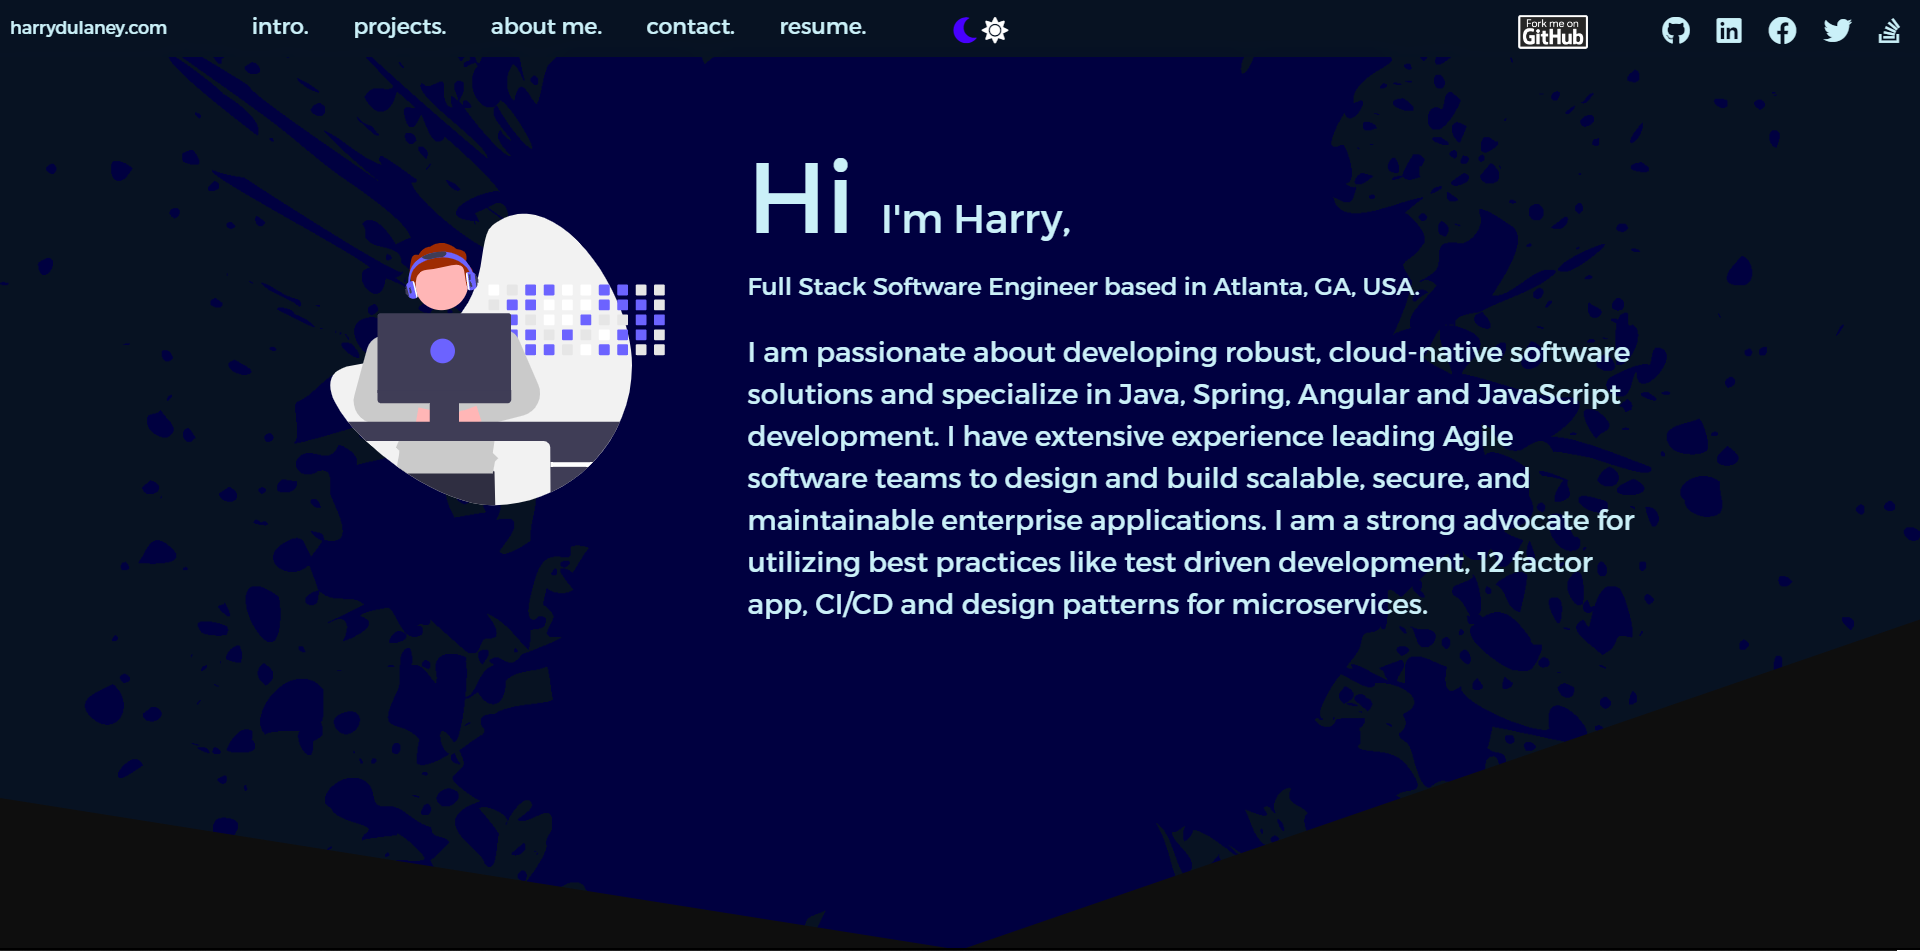 harrydulaney.com
intro.
projects.
about me.
contact.
resume.
Fork me on
GitHub
Hi I'm Harry,
Full Stack Software Engineer based in Atlanta, GA, USA.
I am passionate about developing robust, cloud-native software
solutions and specialize in Java, Spring, Angular and JavaScript
development. I have extensive experience leading Agile
software teams to design and build scalable, secure, and
maintainable enterprise applications. I am a strong advocate for
utilizing best practices like test driven development, 12 factor
app, CI/CD and design patterns for microservices.